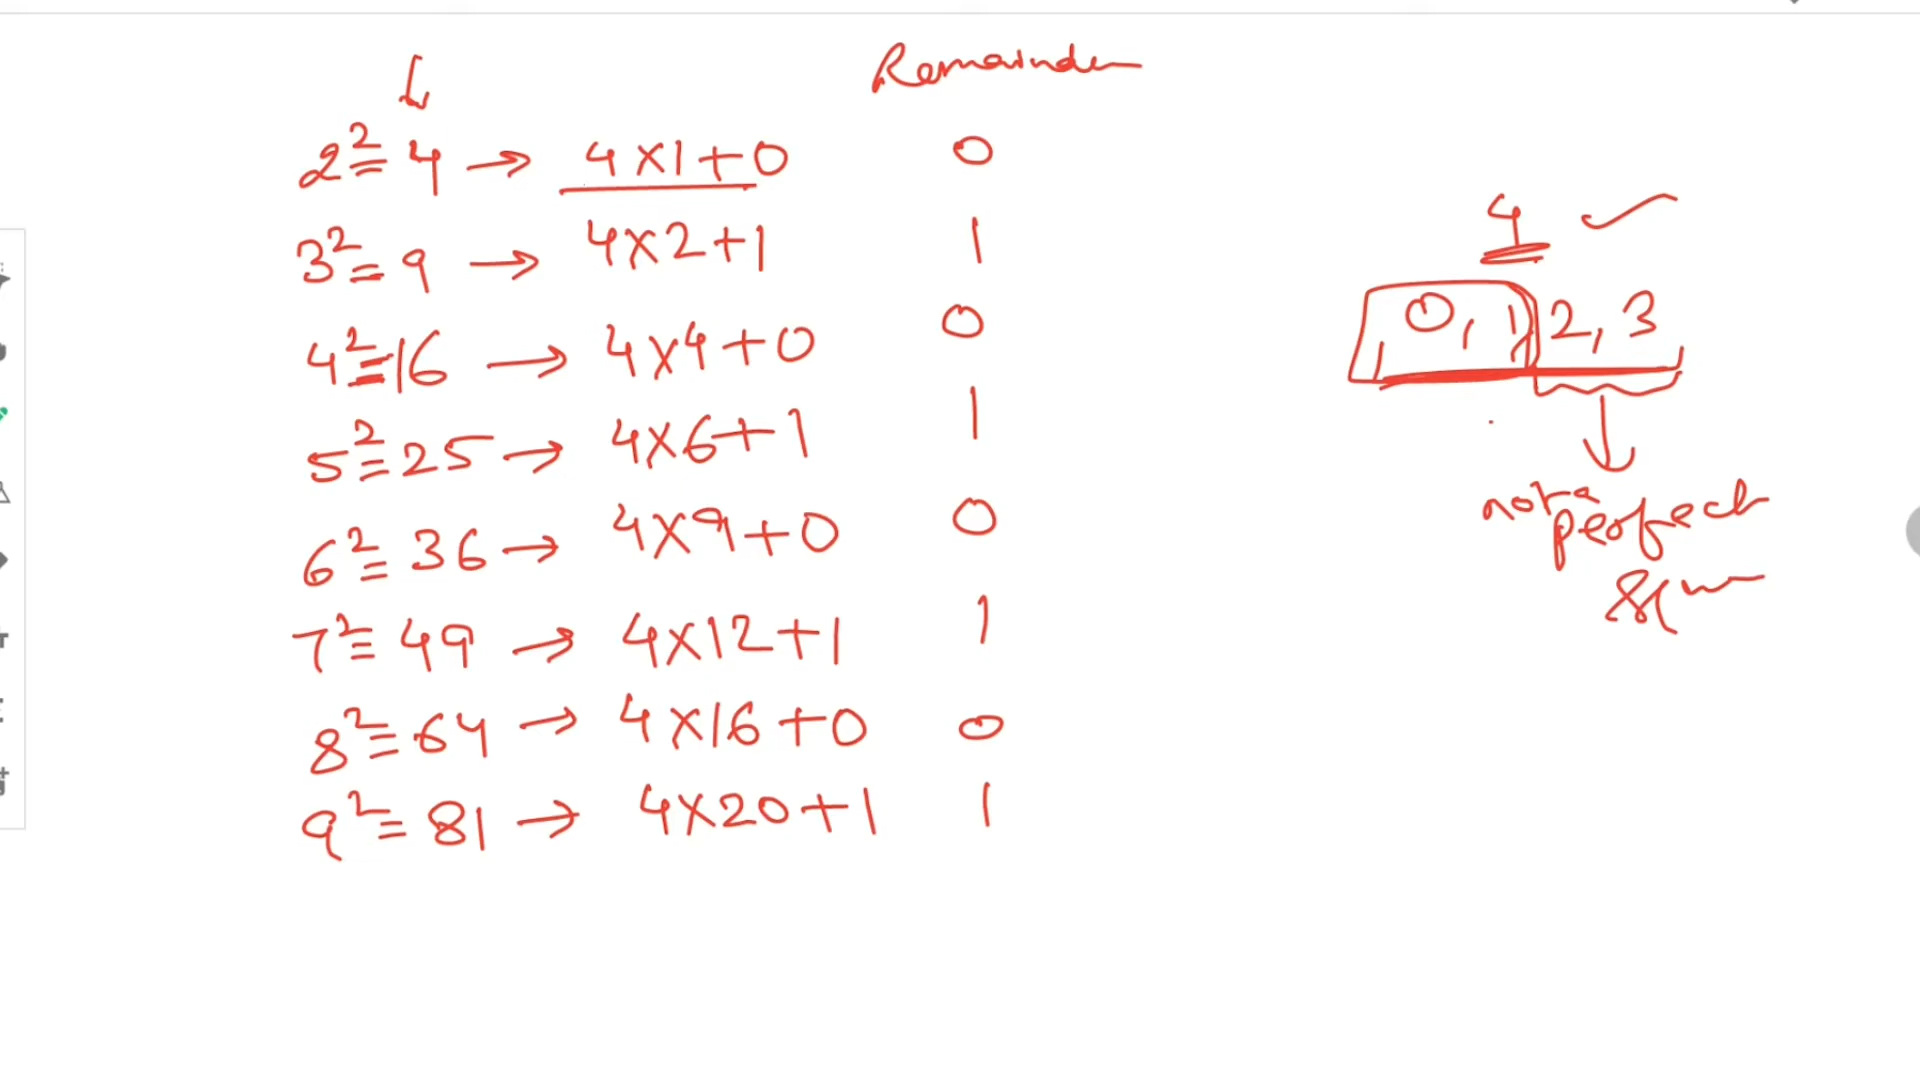 Remainder
2² = 4 → 4×1+0 0
3² = 9 → 4×2+1 1
4² = 16 → 4×4+0 0
5² = 25 → 4×6+1 1
6² = 36 → 4×9+0 0
7² = 49 → 4×12+1 1
8² = 64 → 4×16+0 0
9² = 81 → 4×20+1 1
4 ✓
0, 1, 2, 3
not a
perfect